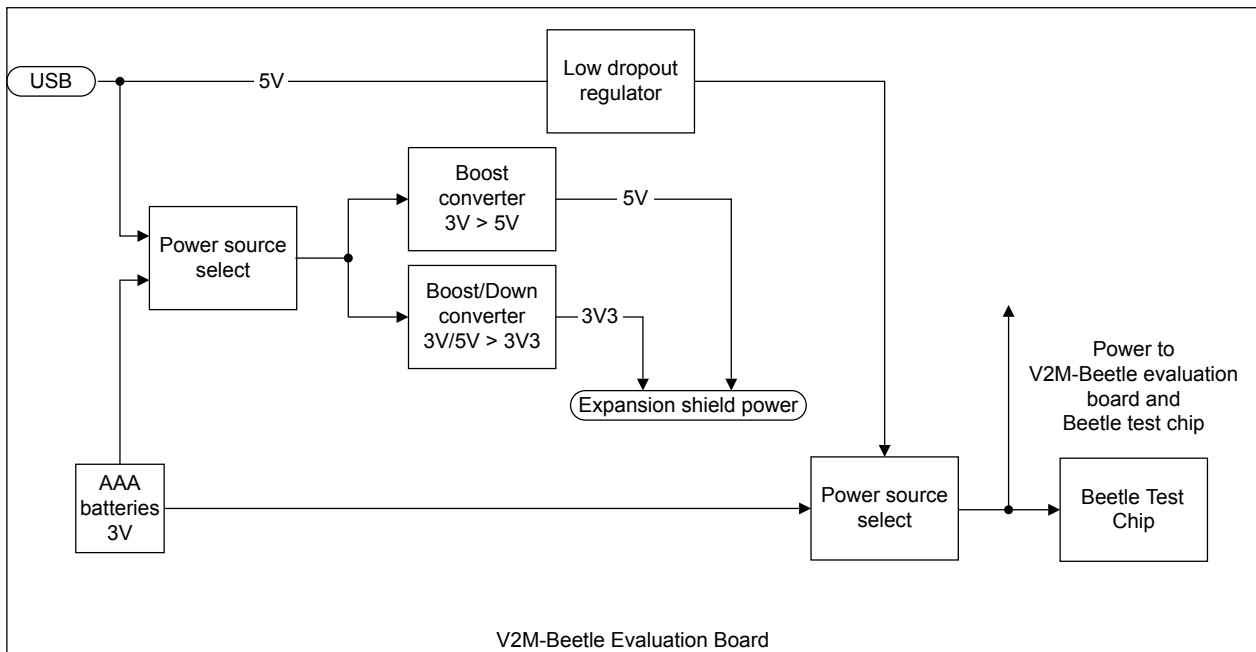 USB
5V
Low dropout
regulator
Boost
converter
3V > 5V
5V
Power source
select
Boost/Down
converter
3V/5V > 3V3
3V3
Expansion shield power
Power to
V2M-Beetle evaluation
board and
Beetle test chip
AAA
batteries
3V
Power source
select
Beetle Test
Chip
V2M-Beetle Evaluation Board